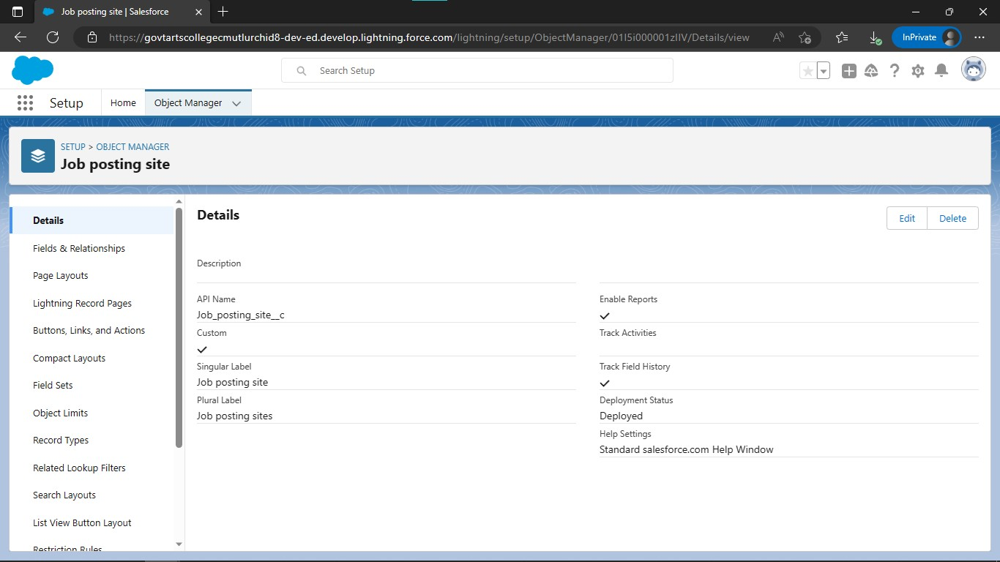 Job posting site | Salesforce
https://govtartscollegecmutlurchid8-dev-ed.develop.lightning.force.com/lightning/setup/ObjectManager/01I5i000001zIIV/Details/view
InPrivate
Search Setup
Setup
Home
Object Manager
SETUP > OBJECT MANAGER
Job posting site
Details
Fields & Relationships
Page Layouts
Lightning Record Pages
Buttons, Links, and Actions
Compact Layouts
Field Sets
Object Limits
Record Types
Related Lookup Filters
Search Layouts
List View Button Layout
Restriction Rules
Details
Edit
Delete
Description
API Name
Job_posting_site__c
Custom
Singular Label
Job posting site
Plural Label
Job posting sites
Enable Reports
Track Activities
Track Field History
Deployment Status
Deployed
Help Settings
Standard salesforce.com Help Window